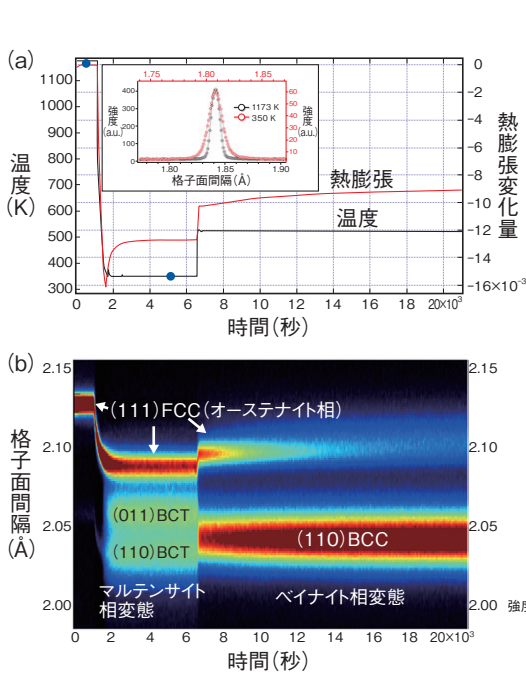 (a)
1.75 1.80 1.85
1100
1000
900
800
700
600
500
400
300
温度
(K)
400
300
200
100
0
強度
(a.u.)
1173 K
350 K
60
50
40
30
20
10
強度
(a.u.)
1.80 1.85 1.90
格子面間隔(Å)
熱膨張
温度
0
−2
−4
−6
−8
−10
−12
−14
−16×10⁻³
熱膨張変化量
0 2 4 6 8 10 12 14 16 18 20×10³
時間(秒)
(b)
2.15
2.10
2.05
2.00
格子面間隔
(Å)
(111)FCC(オーステナイト相)
(011)BCT
(110)BCT
(110)BCC
マルテンサイト
相変態
ベイナイト相変態
2.15
2.10
2.05
2.00
強度
0 2 4 6 8 10 12 14 16 18 20×10³
時間(秒)